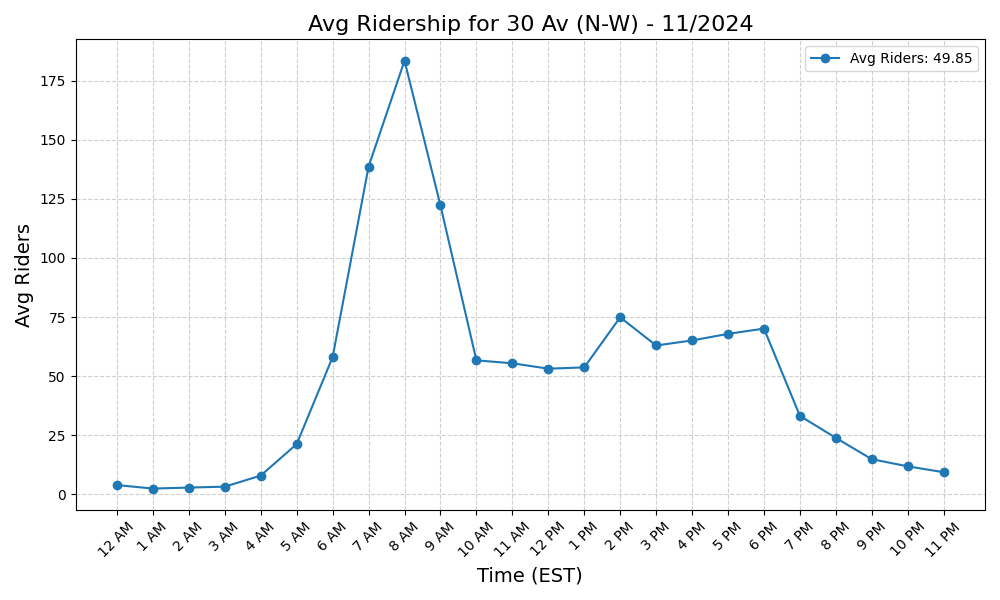 Avg Ridership for 30 Av (N-W) - 11/2024
Avg Riders: 49.85
Avg Riders
175
150
125
100
75
50
25
0
12 AM 1 AM 2 AM 3 AM 4 AM 5 AM 6 AM 7 AM 8 AM 9 AM 10 AM 11 AM 12 PM 1 PM 2 PM 3 PM 4 PM 5 PM 6 PM 7 PM 8 PM 9 PM 10 PM 11 PM
Time (EST)